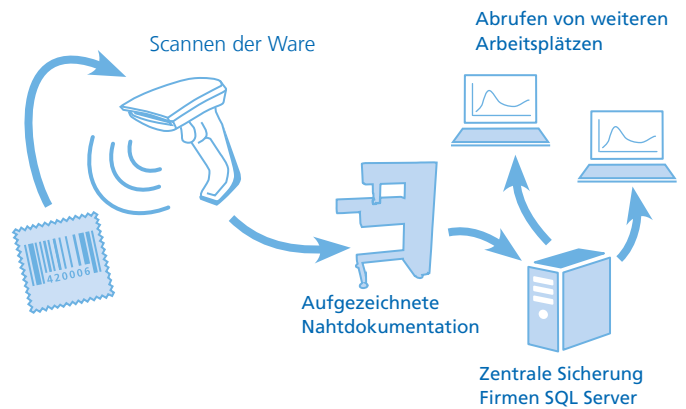 Abrufen von weiteren
Arbeitsplätzen
Scannen der Ware
420006
Aufgezeichnete
Nahtdokumentation
Zentrale Sicherung
Firmen SQL Server